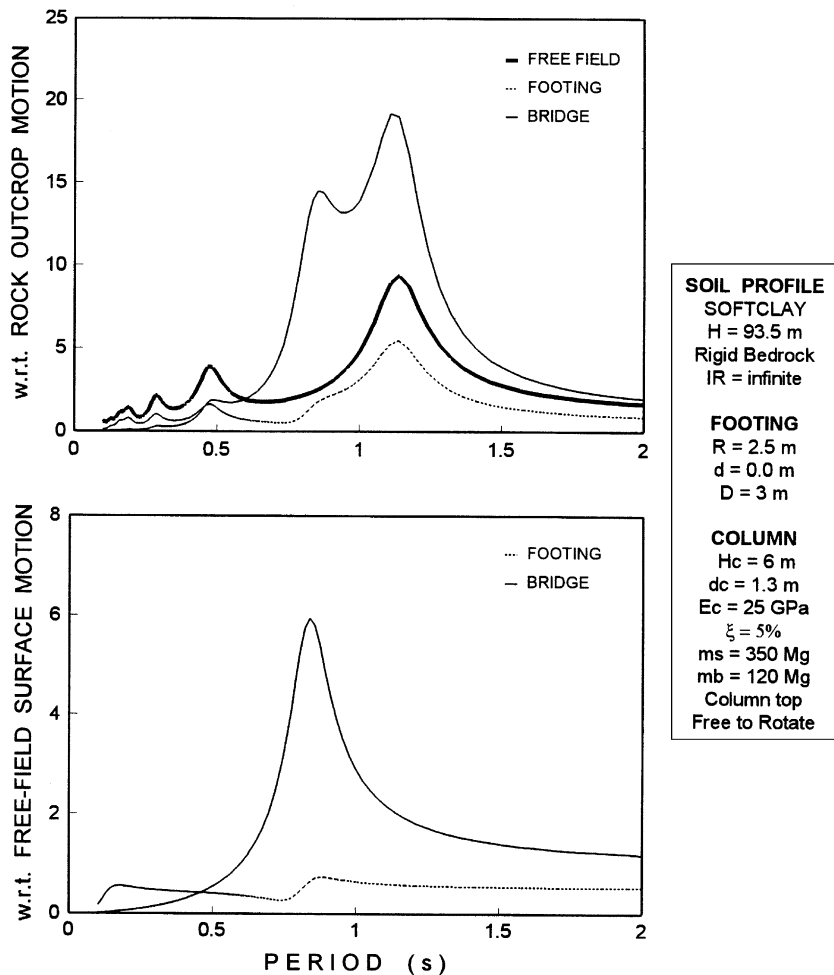 25
20
15
10
5
0
w.r.t. ROCK OUTCROP MOTION
FREE FIELD
FOOTING
BRIDGE
0
0.5
1
1.5
2
8
6
4
2
0
w.r.t. FREE-FIELD SURFACE MOTION
FOOTING
BRIDGE
0
0.5
1
1.5
2
PERIOD (s)
SOIL PROFILE
SOFTCLAY
H = 93.5 m
Rigid Bedrock
IR = infinite
FOOTING
R = 2.5 m
d = 0.0 m
D = 3 m
COLUMN
Hc = 6 m
dc = 1.3 m
Ec = 25 GPa
ξ = 5%
ms = 350 Mg
mb = 120 Mg
Column top
Free to Rotate